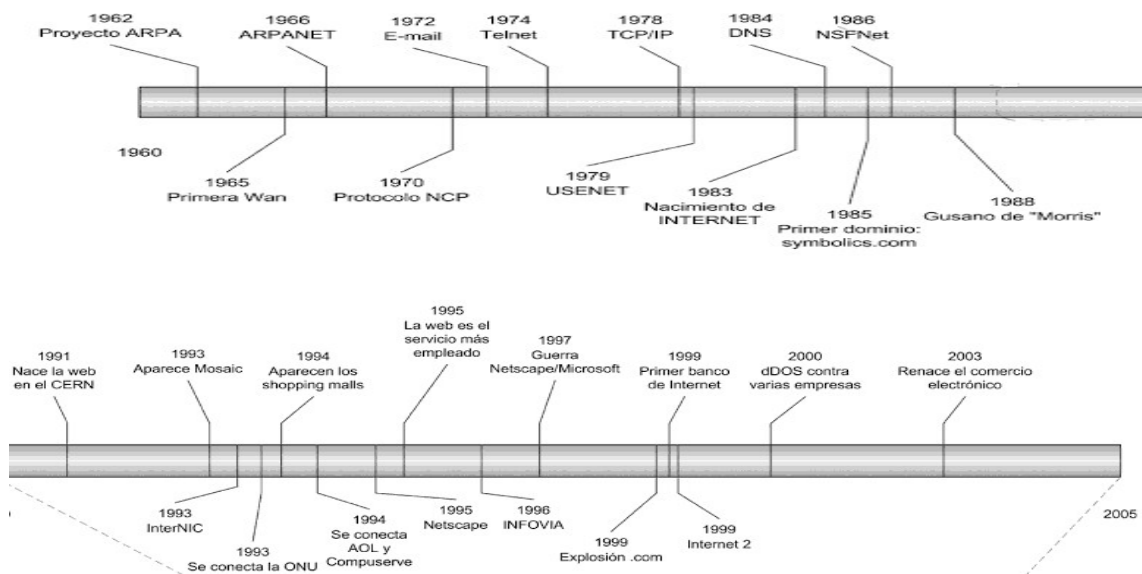 1962
Proyecto ARPA
1966
ARPANET
1972
E-mail
1974
Telnet
1978
TCP/IP
1984
DNS
1986
NSFNet
1960
1965
Primera Wan
1970
Protocolo NCP
1979
USENET
1983
Nacimiento de
INTERNET
1985
Primer dominio:
symbolics.com
1988
Gusano de "Morris"
1991
Nace la web
en el CERN
1993
Aparece Mosaic
1994
Aparecen los
shopping malls
1995
La web es el
servicio más
empleado
1997
Guerra
Netscape/Microsoft
1999
Primer banco
de Internet
2000
dDOS contra
varias empresas
2003
Renace el comercio
electrónico
1993
InterNIC
1993
Se conecta la ONU
1994
Se conecta
AOL y
Compuserve
1995
Netscape
1996
INFOVIA
1999
Explosión .com
1999
Internet 2
2005